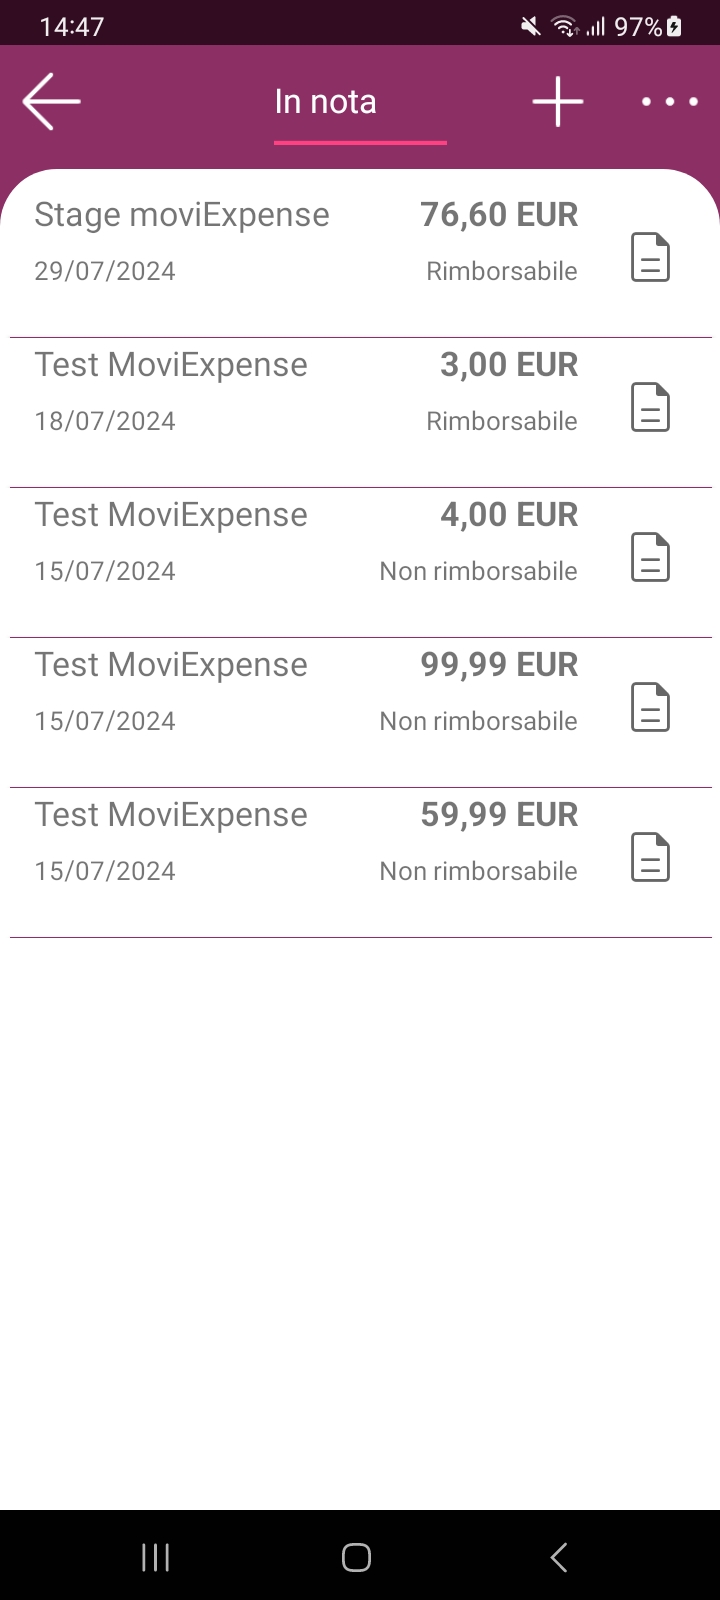 14:47 97%
In nota
Stage moviExpense 76,60 EUR
29/07/2024 Rimborsabile
Test MoviExpense 3,00 EUR
18/07/2024 Rimborsabile
Test MoviExpense 4,00 EUR
15/07/2024 Non rimborsabile
Test MoviExpense 99,99 EUR
15/07/2024 Non rimborsabile
Test MoviExpense 59,99 EUR
15/07/2024 Non rimborsabile